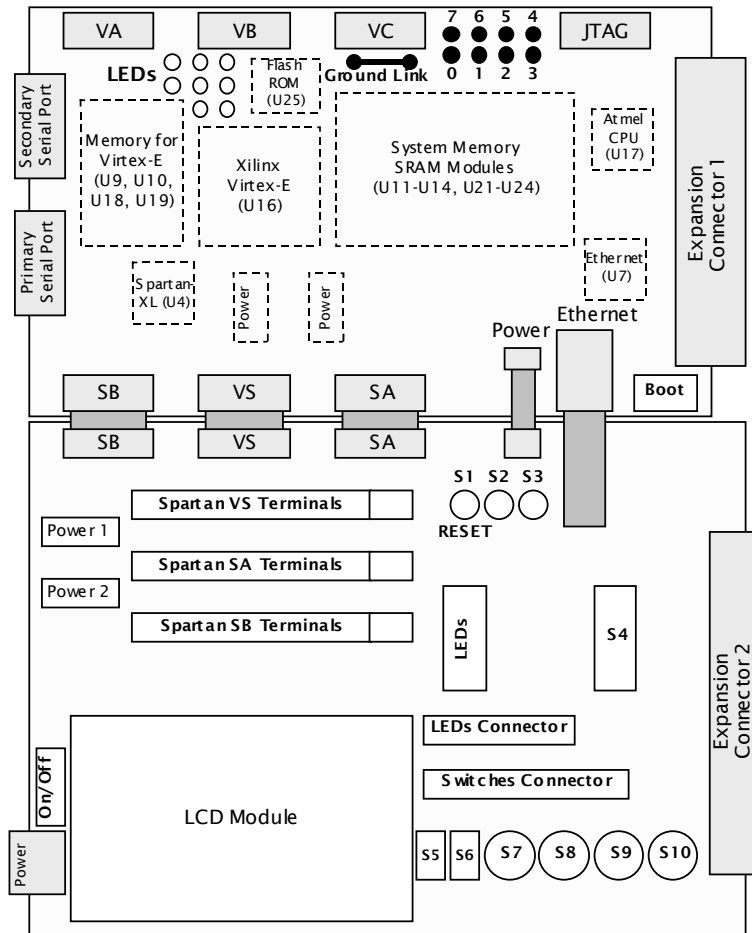 VA
VB
VC
7 6 5 4
JTAG
LEDs
Flash
ROM
(U25)
Ground Link
0 1 2 3
Secondary
Serial Port
Primary
Serial Port
Memory for
Virtex-E
(U9, U10,
U18, U19)
Xilinx
Virtex-E
(U16)
System Memory
SRAM Modules
(U11-U14, U21-U24)
Atmel
CPU
(U17)
Expansion
Connector 1
Ethernet
(U7)
Spartan-
XL (U4)
Power
Power
Power
Ethernet
Boot
SB
VS
SA
SB
VS
SA
S1 S2 S3
RESET
Spartan VS Terminals
Power 1
Spartan SA Terminals
Power 2
Spartan SB Terminals
LEDs
S4
Expansion
Connector 2
LEDs Connector
Switches Connector
On/Off
LCD Module
Power
S5
S6
S7
S8
S9
S10